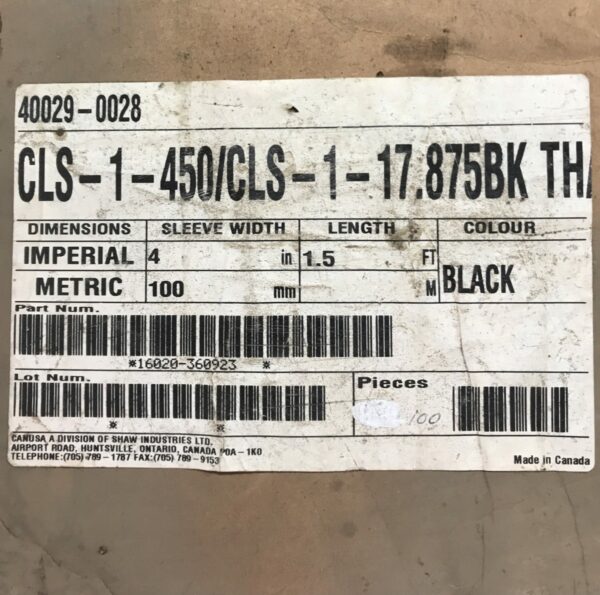 40029-0028
CLS-1-450/CLS-1-17.875BK THA
DIMENSIONS SLEEVE WIDTH LENGTH COLOUR
IMPERIAL 4 in 1.5 FT BLACK
METRIC 100 mm M
Part Num.
*16020-360923 *
Lot Num. Pieces
* * 100
CANUSA A DIVISION OF SHAW INDUSTRIES LTD.
AIRPORT ROAD, HUNTSVILLE, ONTARIO, CANADA P0A-1K0
TELEPHONE:(705) 789-1787 FAX:(705) 789-9153 Made in Canada